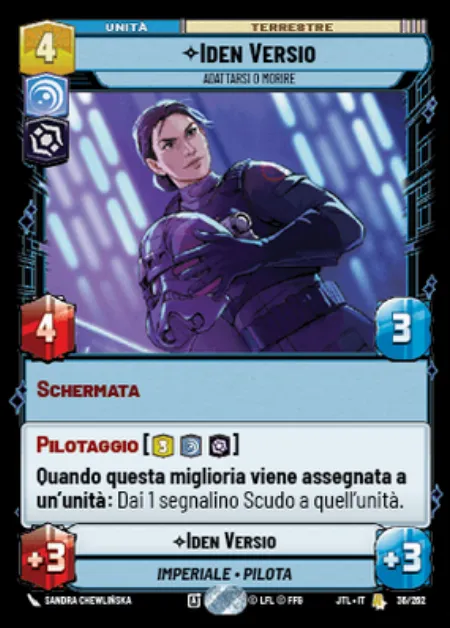 UNITÀ
TERRESTRE
4
Iden Versio
ADATTARSI O MORIRE
4
3
SCHERMATA
PILOTAGGIO [3]
Quando questa miglioria viene assegnata a
un'unità: Dai 1 segnalino Scudo a quell'unità.
Iden Versio
+3
+3
IMPERIALE • PILOTA
SANDRA CHEWLIŃSKA
© LFL © FFG
JTL • IT
36/262